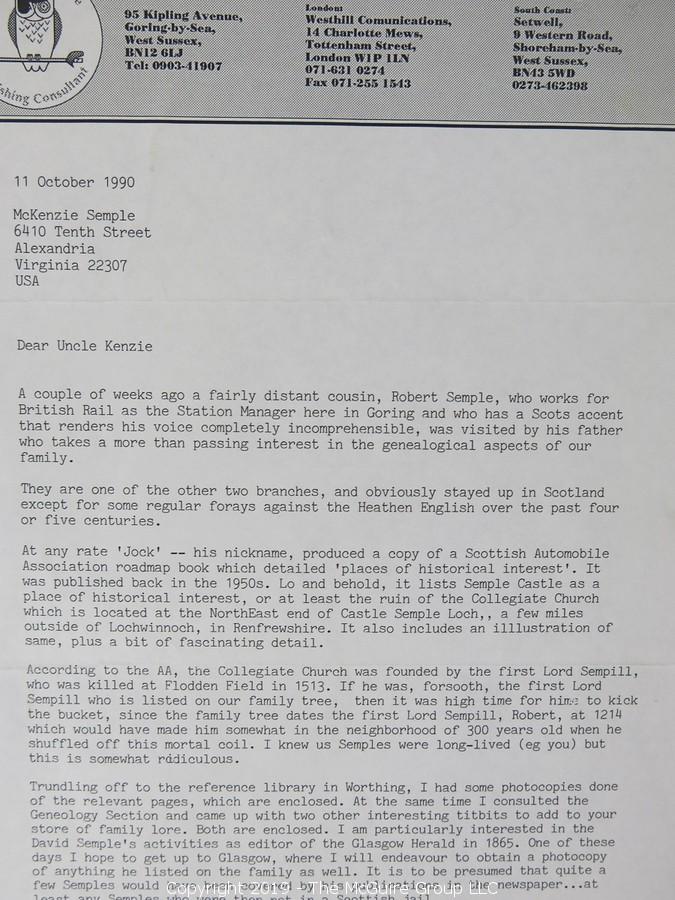 e
shing Consultant
95 Kipling Avenue,
Goring-by-Sea,
West Sussex,
BN12 6LJ
Tel: 0903-41907
London:
Westhill Comunications,
14 Charlotte Mews,
Tottenham Street,
London W1P 1LN
071-631 0274
Fax 071-255 1543
South Coast:
Setwell,
9 Western Road,
Shoreham-by-Sea,
West Sussex,
BN43 5WD
0273-462398
11 October 1990
McKenzie Semple
6410 Tenth Street
Alexandria
Virginia 22307
USA
Dear Uncle Kenzie
A couple of weeks ago a fairly distant cousin, Robert Semple, who works for
British Rail as the Station Manager here in Goring and who has a Scots accent
that renders his voice completely incomprehensible, was visited by his father
who takes a more than passing interest in the genealogical aspects of our
family.
They are one of the other two branches, and obviously stayed up in Scotland
except for some regular forays against the Heathen English over the past four
or five centuries.
At any rate 'Jock' -- his nickname, produced a copy of a Scottish Automobile
Association roadmap book which detailed 'places of historical interest'. It
was published back in the 1950s. Lo and behold, it lists Semple Castle as a
place of historical interest, or at least the ruin of the Collegiate Church
which is located at the NorthEast end of Castle Semple Loch,, a few miles
outside of Lochwinnoch, in Renfrewshire. It also includes an illlustration of
same, plus a bit of fascinating detail.
According to the AA, the Collegiate Church was founded by the first Lord Sempill,
who was killed at Flodden Field in 1513. If he was, forsooth, the first Lord
Sempill who is listed on our family tree, then it was high time for him to kick
the bucket, since the family tree dates the first Lord Sempill, Robert, at 1214
which would have made him somewhat in the neighborhood of 300 years old when he
shuffled off this mortal coil. I knew us Semples were long-lived (eg you) but
this is somewhat rdiculous.
Trundling off to the reference library in Worthing, I had some photocopies done
of the relevant pages, which are enclosed. At the same time I consulted the
Geneology Section and came up with two other interesting titbits to add to your
store of family lore. Both are enclosed. I am particularly interested in the
David Semple's activities as editor of the Glasgow Herald in 1865. One of these
days I hope to get up to Glasgow, where I will endeavour to obtain a photocopy
of anything he listed on the family as well. It is to be presumed that quite a
few Semples would covered by his publications in the newspaper...at
least any Semples who were then not in a Scottish jail.
Copyright 2019 - The McGuire Group LLC